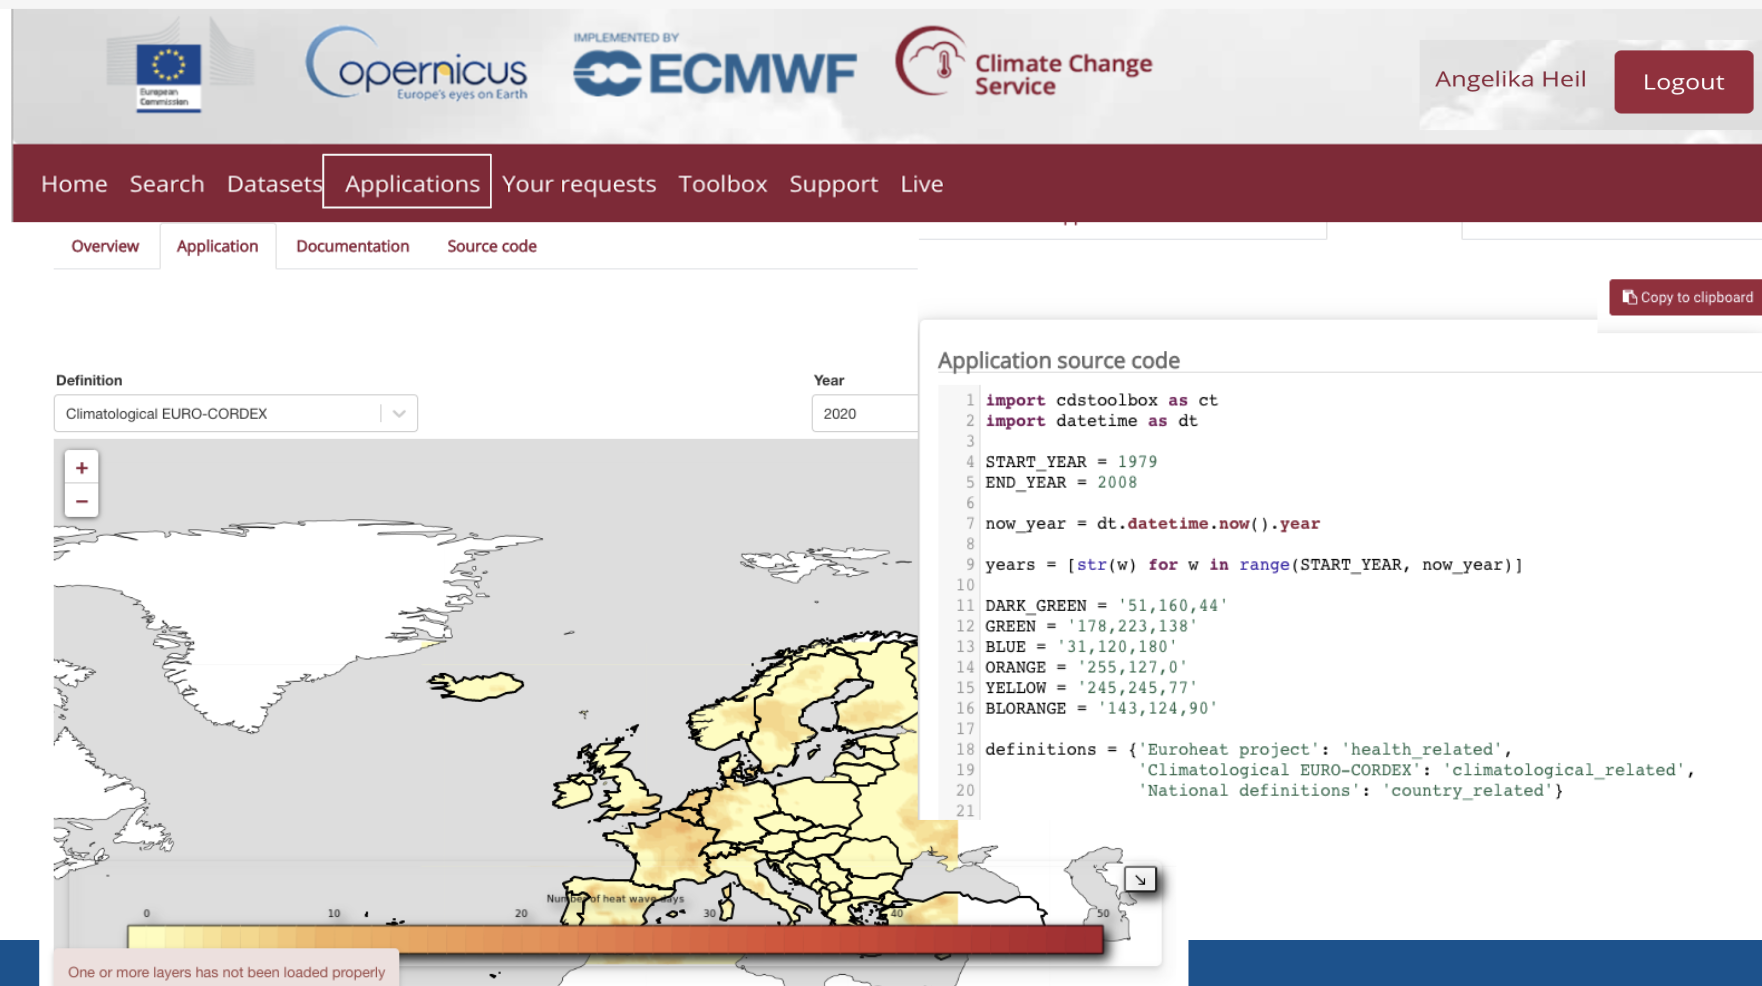 European
Commission
opernicus
Europe's eyes on Earth
IMPLEMENTED BY
ECMWF
Climate Change
Service
Angelika Heil
Logout
Home Search Datasets Applications Your requests Toolbox Support Live
Overview Application Documentation Source code
Copy to clipboard
Definition
Climatological EURO-CORDEX
Year
2020
+
−
Application source code
1 import cdstoolbox as ct
2 import datetime as dt
3
4 START_YEAR = 1979
5 END_YEAR = 2008
6
7 now_year = dt.datetime.now().year
8
9 years = [str(w) for w in range(START_YEAR, now_year)]
10
11 DARK_GREEN = '51,160,44'
12 GREEN = '178,223,138'
13 BLUE = '31,120,180'
14 ORANGE = '255,127,0'
15 YELLOW = '245,245,77'
16 BLORANGE = '143,124,90'
17
18 definitions = {'Euroheat project': 'health_related',
19 'Climatological EURO-CORDEX': 'climatological_related',
20 'National definitions': 'country_related'}
21
Number of heat wave days
0 10 20 30 40 50
One or more layers has not been loaded properly